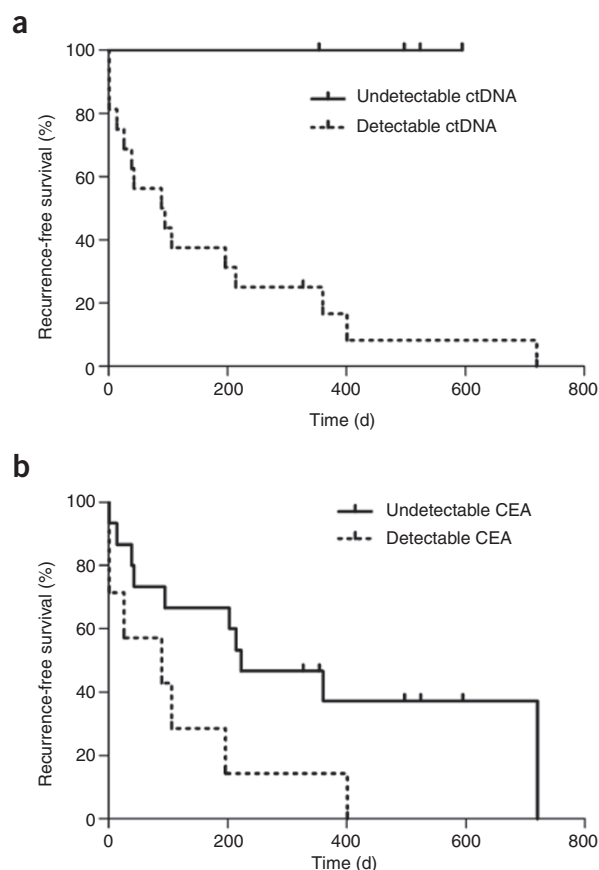 a
100
80
60
40
20
0
Recurrence-free survival (%)
Undetectable ctDNA
Detectable ctDNA
0 200 400 600 800
Time (d)
b
100
80
60
40
20
0
Recurrence-free survival (%)
Undetectable CEA
Detectable CEA
0 200 400 600 800
Time (d)